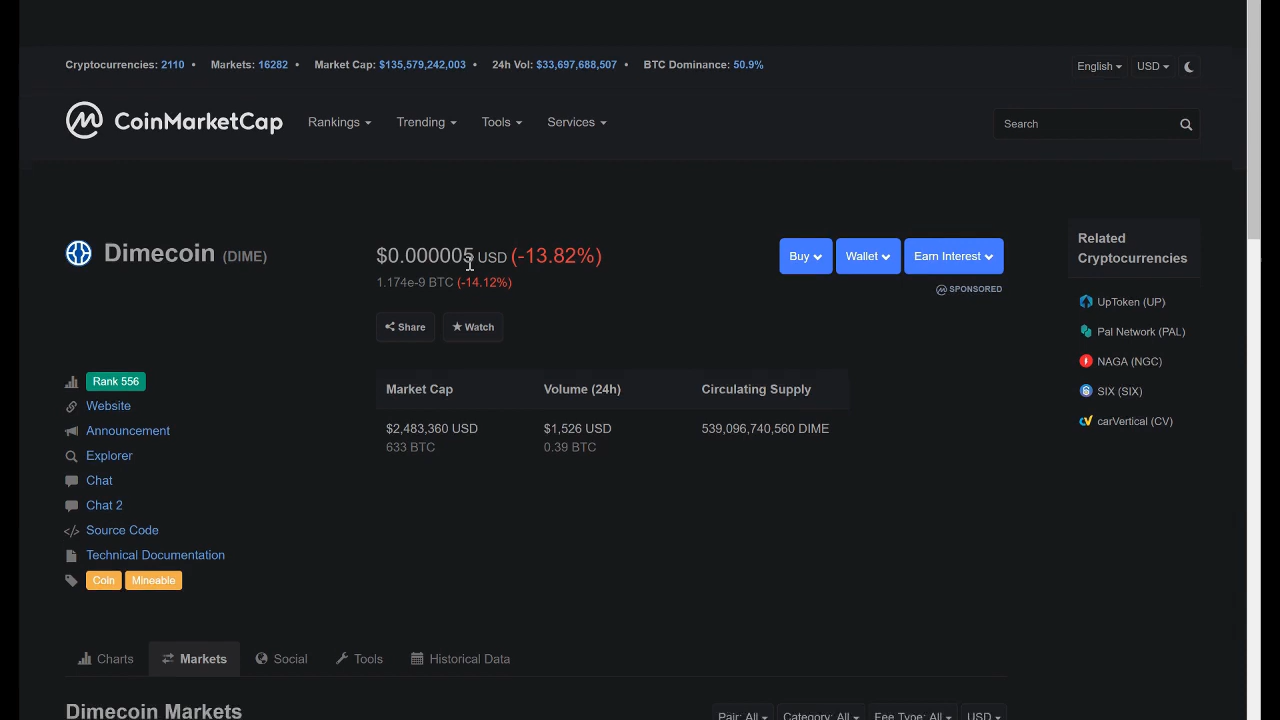 Cryptocurrencies: 2110 • Markets: 16282 • Market Cap: $135,579,242,003 • 24h Vol: $33,697,688,507 • BTC Dominance: 50.9%
English USD
CoinMarketCap Rankings Trending Tools Services
Search
Dimecoin (DIME)
$0.000005 USD (-13.82%)
1.174e-9 BTC (-14.12%)
Share Watch
Buy Wallet Earn Interest
SPONSORED
Related
Cryptocurrencies
UpToken (UP)
Pal Network (PAL)
NAGA (NGC)
SIX (SIX)
carVertical (CV)
Rank 556
Website
Announcement
Explorer
Chat
Chat 2
Source Code
Technical Documentation
Coin Mineable
Market Cap Volume (24h) Circulating Supply
$2,483,360 USD $1,526 USD 539,096,740,560 DIME
633 BTC 0.39 BTC
Charts Markets Social Tools Historical Data
Dimecoin Markets
Pair: All Category: All Fee Type: All USD